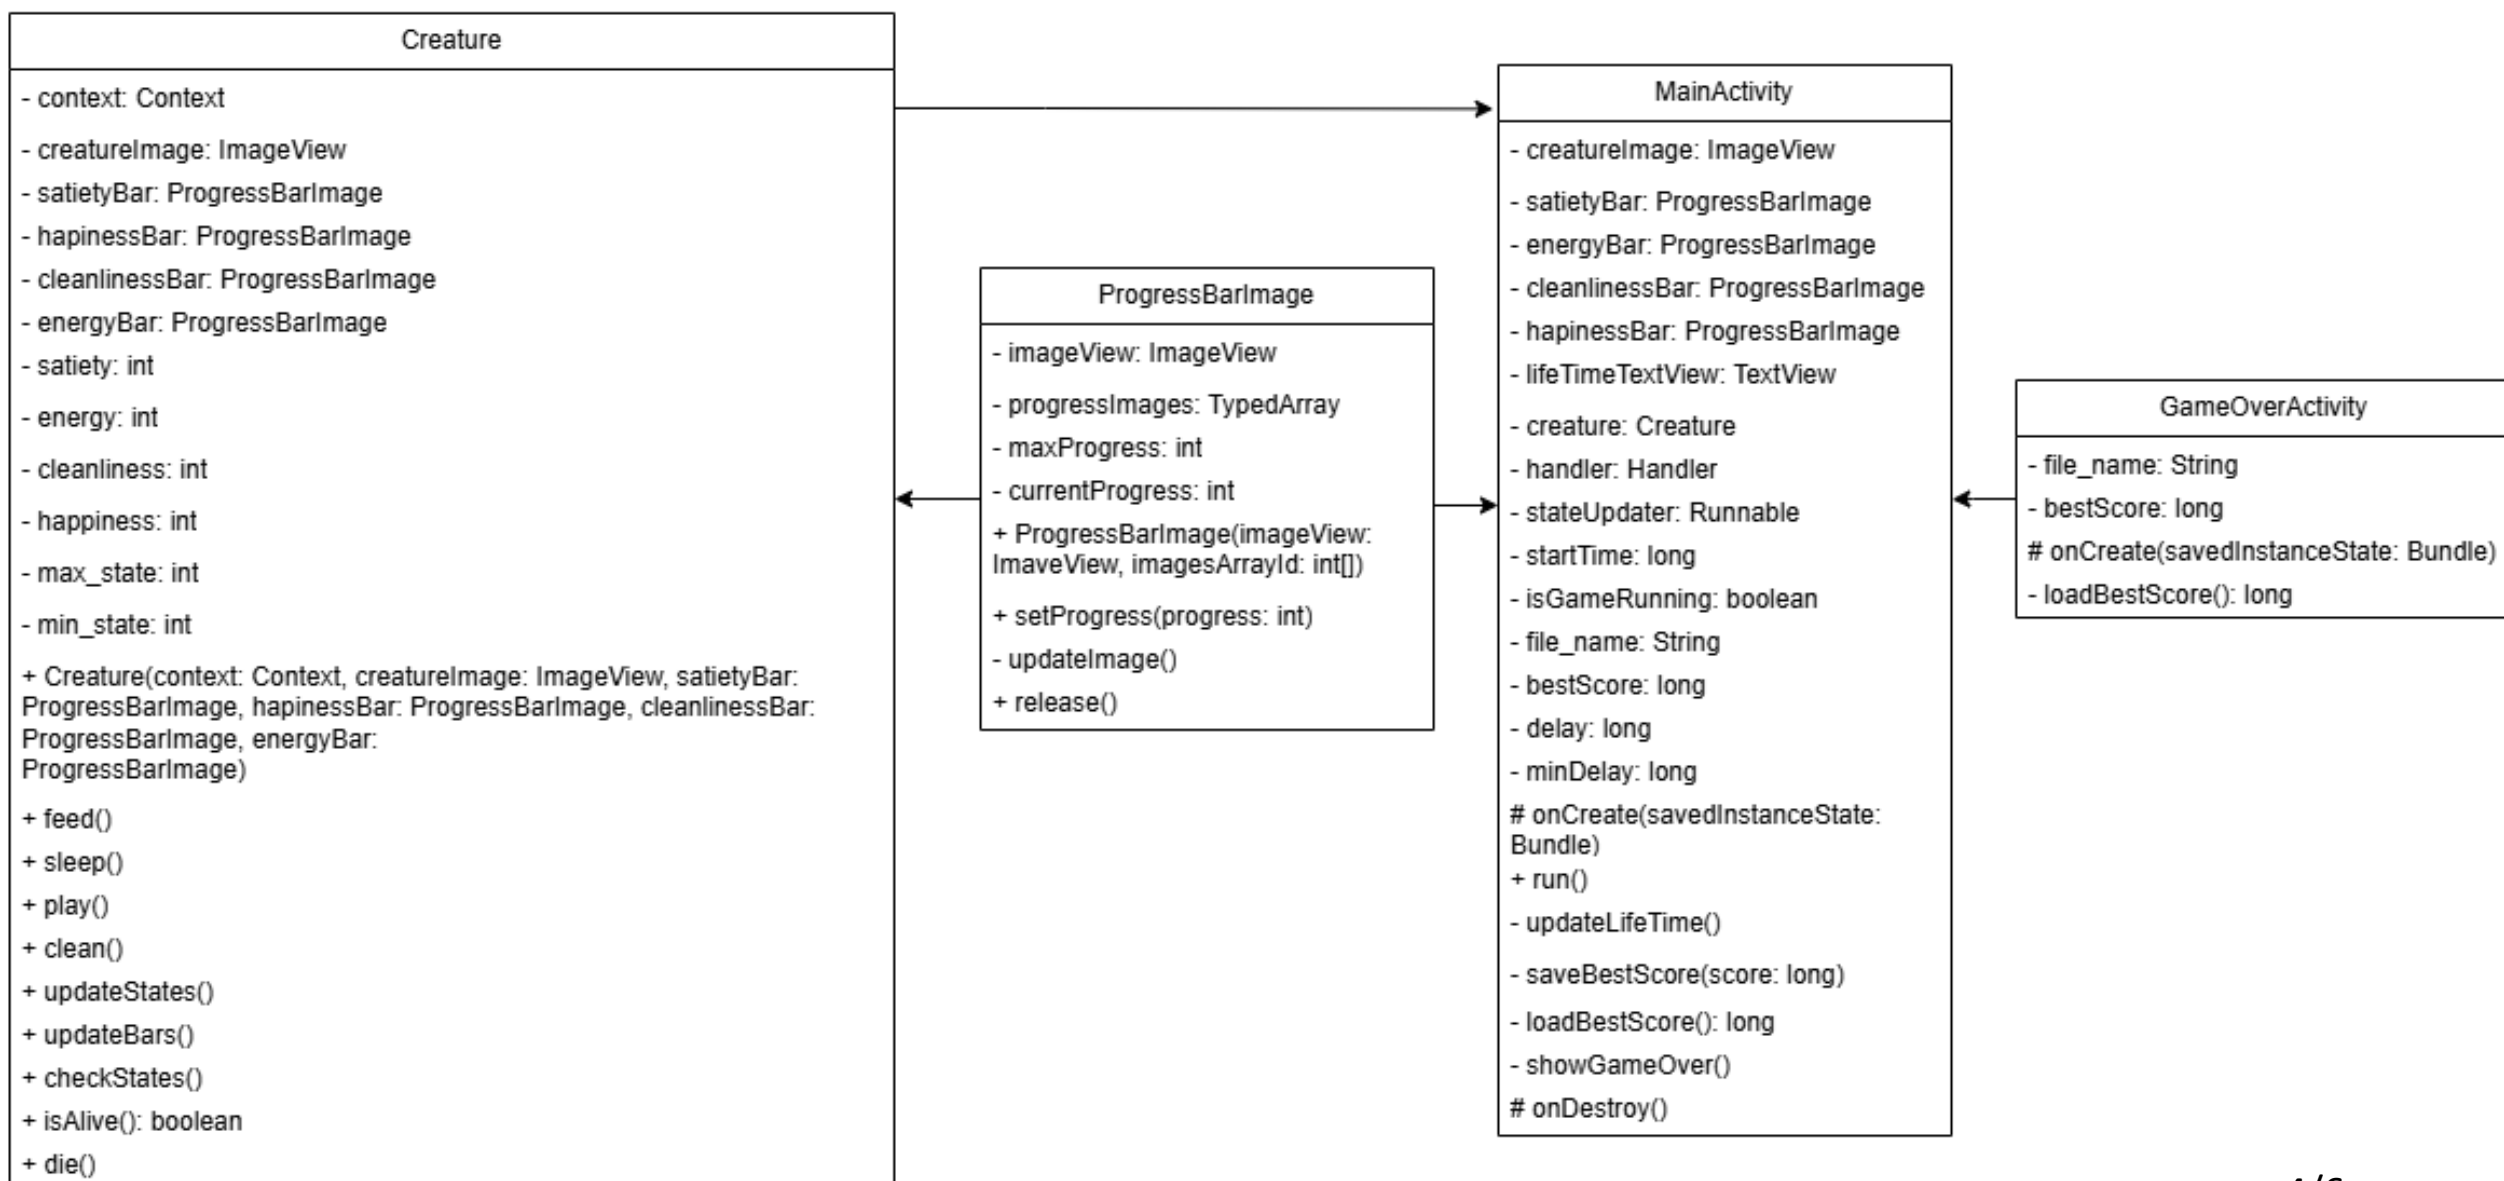 Creature
- context: Context
- creatureImage: ImageView
- satietyBar: ProgressBarImage
- hapinessBar: ProgressBarImage
- cleanlinessBar: ProgressBarImage
- energyBar: ProgressBarImage
- satiety: int
- energy: int
- cleanliness: int
- happiness: int
- max_state: int
- min_state: int
+ Creature(context: Context, creatureImage: ImageView, satietyBar:
ProgressBarImage, hapinessBar: ProgressBarImage, cleanlinessBar:
ProgressBarImage, energyBar:
ProgressBarImage)
+ feed()
+ sleep()
+ play()
+ clean()
+ updateStates()
+ updateBars()
+ checkStates()
+ isAlive(): boolean
+ die()
ProgressBarImage
- imageView: ImageView
- progressImages: TypedArray
- maxProgress: int
- currentProgress: int
+ ProgressBarImage(imageView:
ImaveView, imagesArrayId: int[])
+ setProgress(progress: int)
- updateImage()
+ release()
MainActivity
- creatureImage: ImageView
- satietyBar: ProgressBarImage
- energyBar: ProgressBarImage
- cleanlinessBar: ProgressBarImage
- hapinessBar: ProgressBarImage
- lifeTimeTextView: TextView
- creature: Creature
- handler: Handler
- stateUpdater: Runnable
- startTime: long
- isGameRunning: boolean
- file_name: String
- bestScore: long
- delay: long
- minDelay: long
# onCreate(savedInstanceState:
Bundle)
+ run()
- updateLifeTime()
- saveBestScore(score: long)
- loadBestScore(): long
- showGameOver()
# onDestroy()
GameOverActivity
- file_name: String
- bestScore: long
# onCreate(savedInstanceState: Bundle)
- loadBestScore(): long